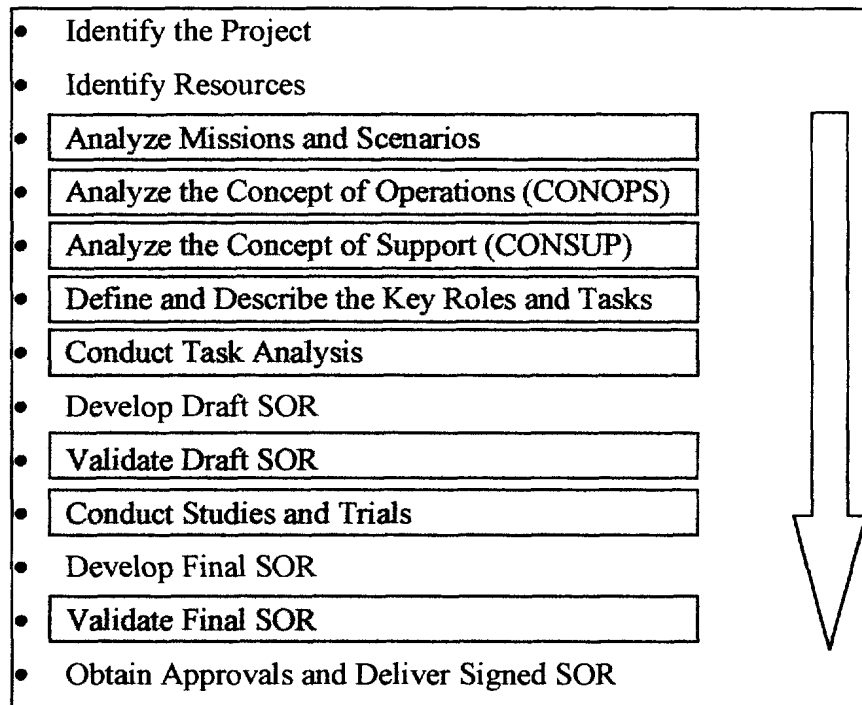 • Identify the Project
• Identify Resources
• Analyze Missions and Scenarios
• Analyze the Concept of Operations (CONOPS)
• Analyze the Concept of Support (CONSUP)
• Define and Describe the Key Roles and Tasks
• Conduct Task Analysis
• Develop Draft SOR
• Validate Draft SOR
• Conduct Studies and Trials
• Develop Final SOR
• Validate Final SOR
• Obtain Approvals and Deliver Signed SOR